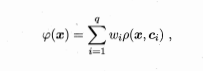 φ(x) = ∑_{i=1}^{q} w_i ρ(x, c_i) ,